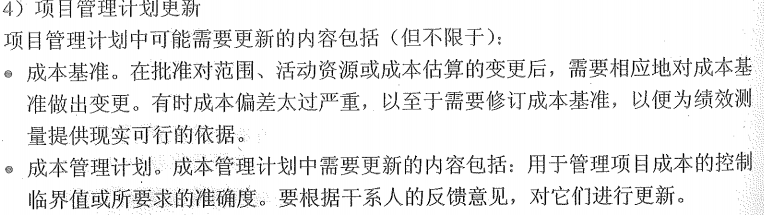 4）项目管理计划更新
项目管理计划中可能需要更新的内容包括（但不限于）：
• 成本基准。在批准对范围、活动资源或成本估算的变更后，需要相应地对成本基
准做出变更。有时成本偏差太过严重，以至于需要修订成本基准，以便为绩效测
量提供现实可行的依据。
• 成本管理计划。成本管理计划中需要更新的内容包括：用于管理项目成本的控制
临界值或所要求的准确度。要根据干系人的反馈意见，对它们进行更新。